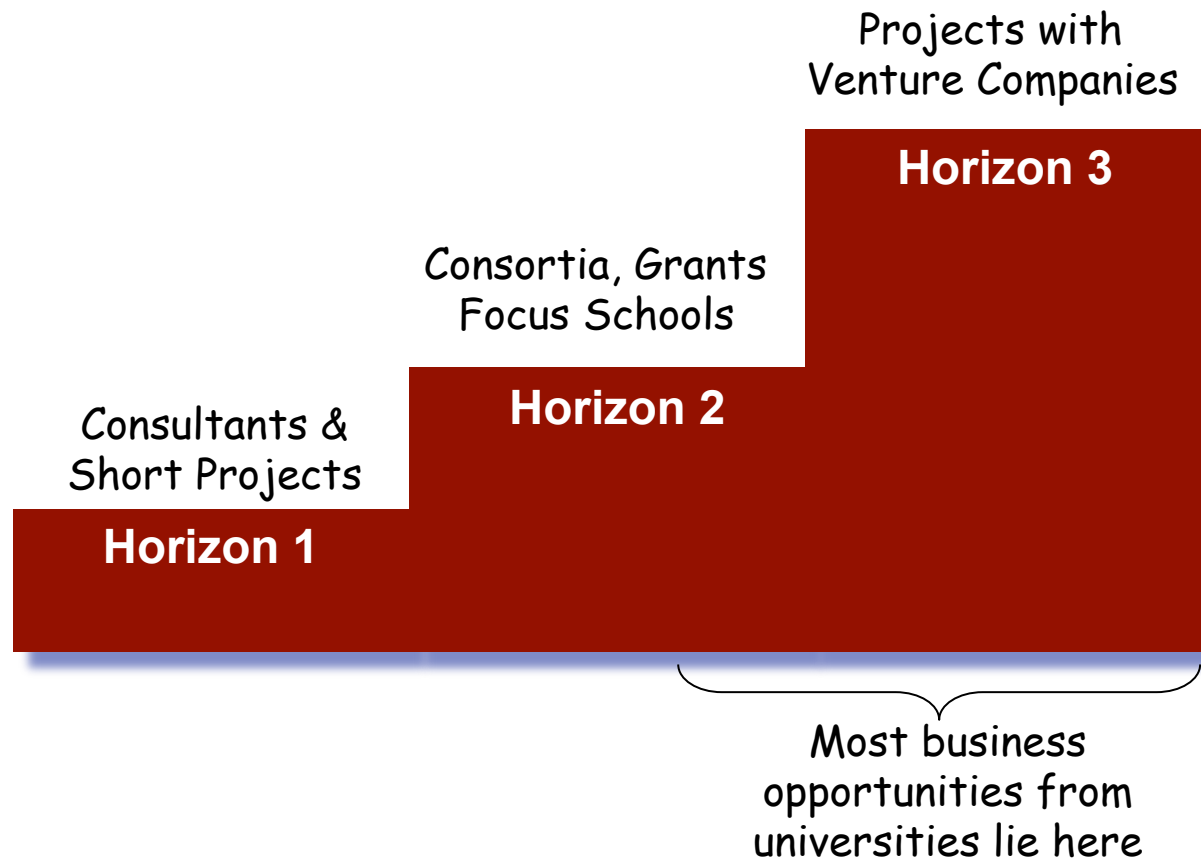 Projects with
Venture Companies
Horizon 3
Consortia, Grants
Focus Schools
Horizon 2
Consultants &
Short Projects
Horizon 1
Most business
opportunities from
universities lie here